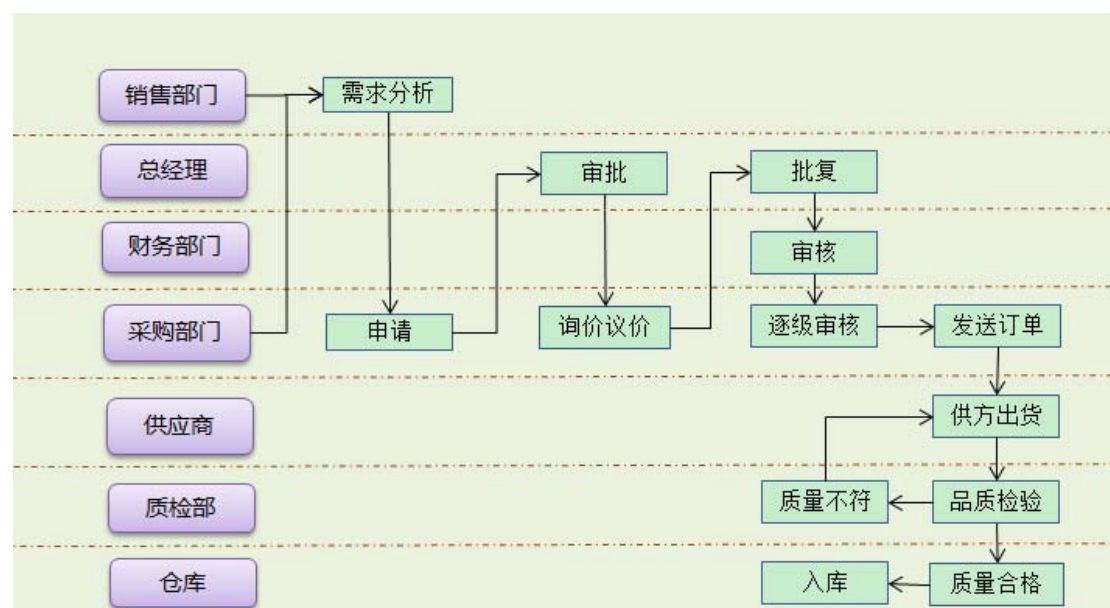 销售部门
需求分析
总经理
审批
批复
财务部门
审核
采购部门
申请
询价议价
逐级审核
发送订单
供应商
供方出货
质检部
质量不符
品质检验
仓库
入库
质量合格